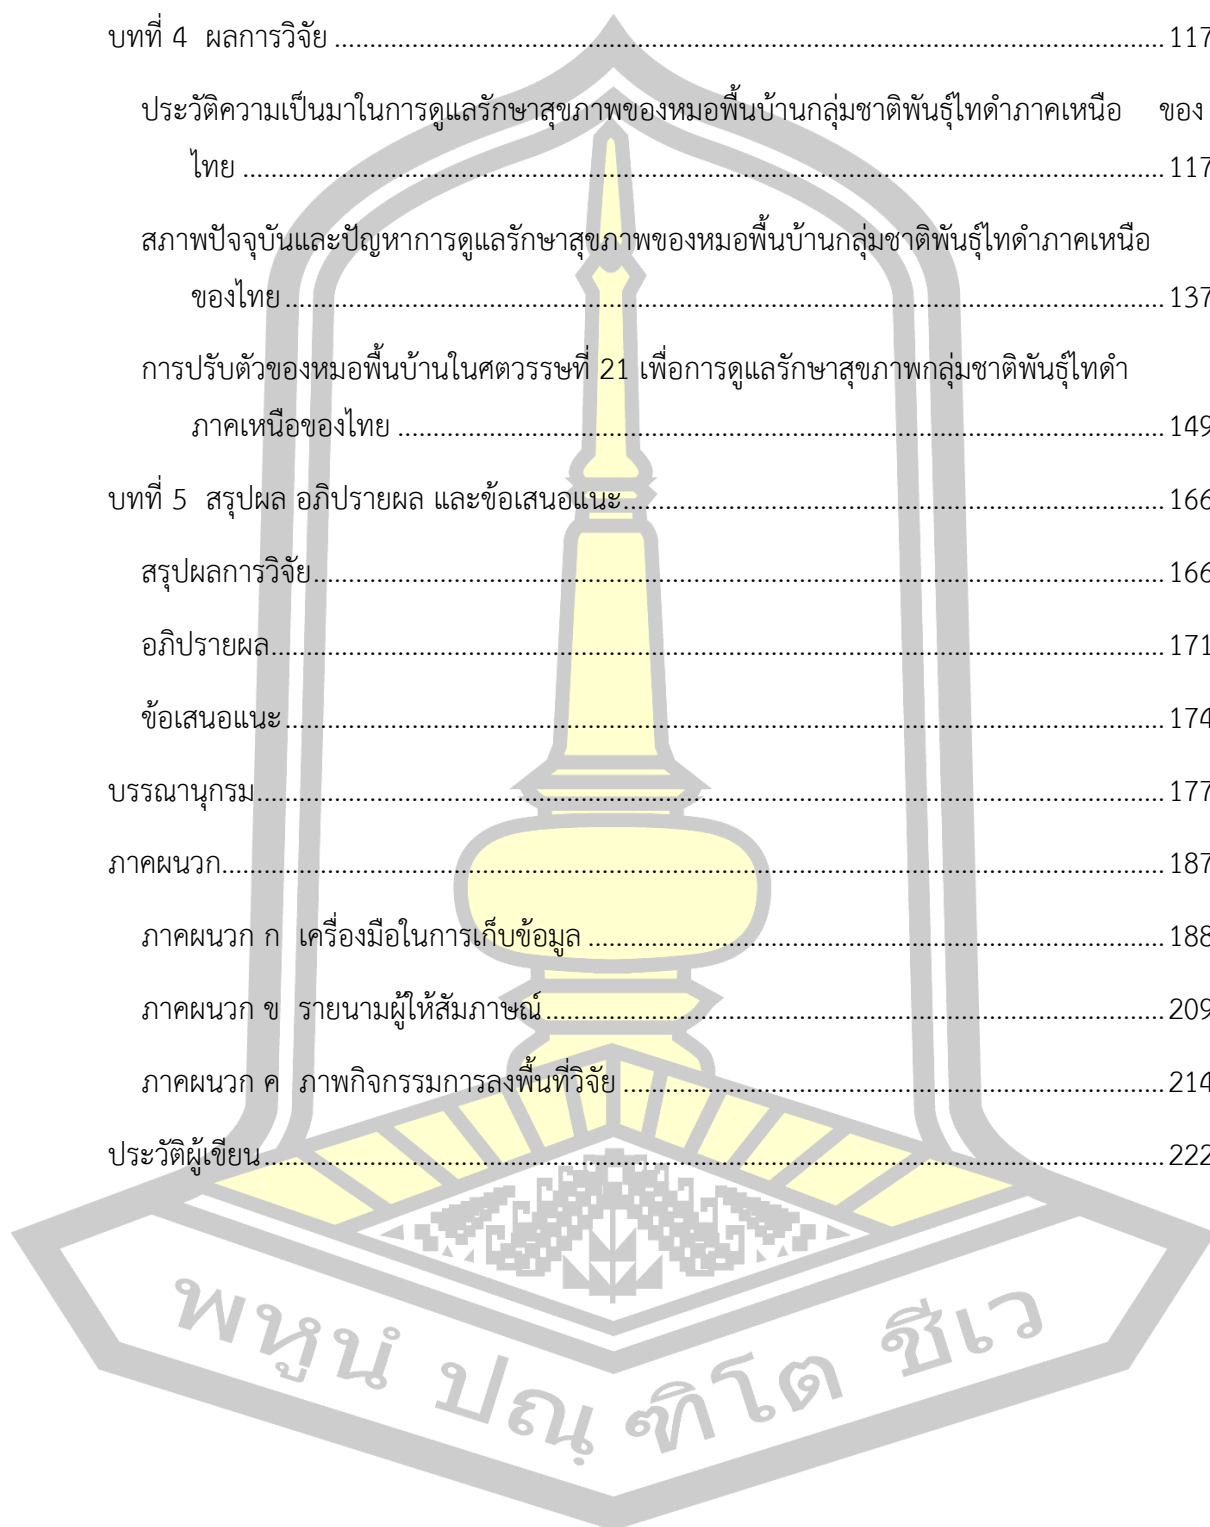 บทที่ 4 ผลการวิจัย ........................................................................................................ 117
ประวัติความเป็นมาในการดูแลรักษาสุขภาพของหมอพื้นบ้านกลุ่มชาติพันธุ์ไทดำภาคเหนือ ของ
ไทย ........................................................................................................ 117
สภาพปัจจุบันและปัญหาการดูแลรักษาสุขภาพของหมอพื้นบ้านกลุ่มชาติพันธุ์ไทดำภาคเหนือ
ของไทย ........................................................................................................ 137
การปรับตัวของหมอพื้นบ้านในศตวรรษที่ 21 เพื่อการดูแลรักษาสุขภาพกลุ่มชาติพันธุ์ไทดำ
ภาคเหนือของไทย ........................................................................................................ 149
บทที่ 5 สรุปผล อภิปรายผล และข้อเสนอแนะ........................................................................ 166
สรุปผลการวิจัย........................................................................................................ 166
อภิปรายผล........................................................................................................ 171
ข้อเสนอแนะ ........................................................................................................ 174
บรรณานุกรม........................................................................................................ 177
ภาคผนวก........................................................................................................ 187
ภาคผนวก ก เครื่องมือในการเก็บข้อมูล ........................................................................ 188
ภาคผนวก ข รายนามผู้ให้สัมภาษณ์ ........................................................................ 209
ภาคผนวก ค ภาพกิจกรรมการลงพื้นที่วิจัย ........................................................................ 214
ประวัติผู้เขียน ........................................................................................................ 222
พหูนํ ปณฺฑิโต ชีเว